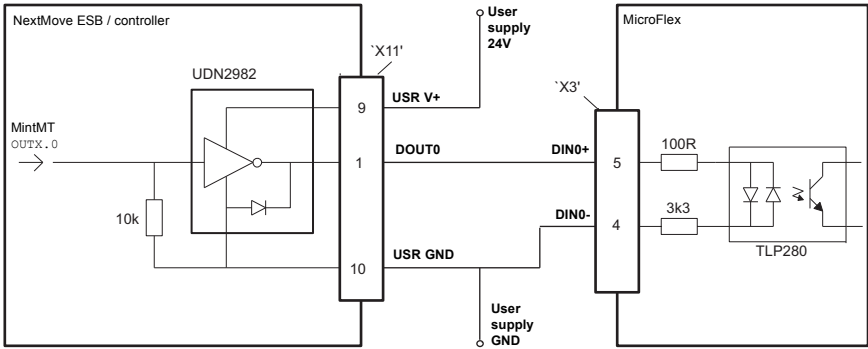 NextMove ESB / controller
User
supply
24V
MicroFlex
`X11'
UDN2982
`X3'
9
USR V+
MintMT
OUTX.0
1
DOUT0
DIN0+
5
100R
10k
DIN0-
4
3k3
TLP280
10
USR GND
User
supply
GND